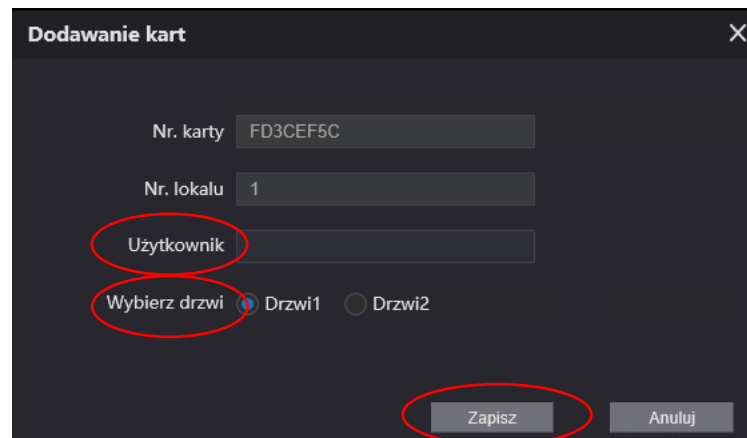 Dodawanie kart
Nr. karty FD3CEF5C
Nr. lokalu 1
Użytkownik
Wybierz drzwi Drzwi1 Drzwi2
Zapisz Anuluj